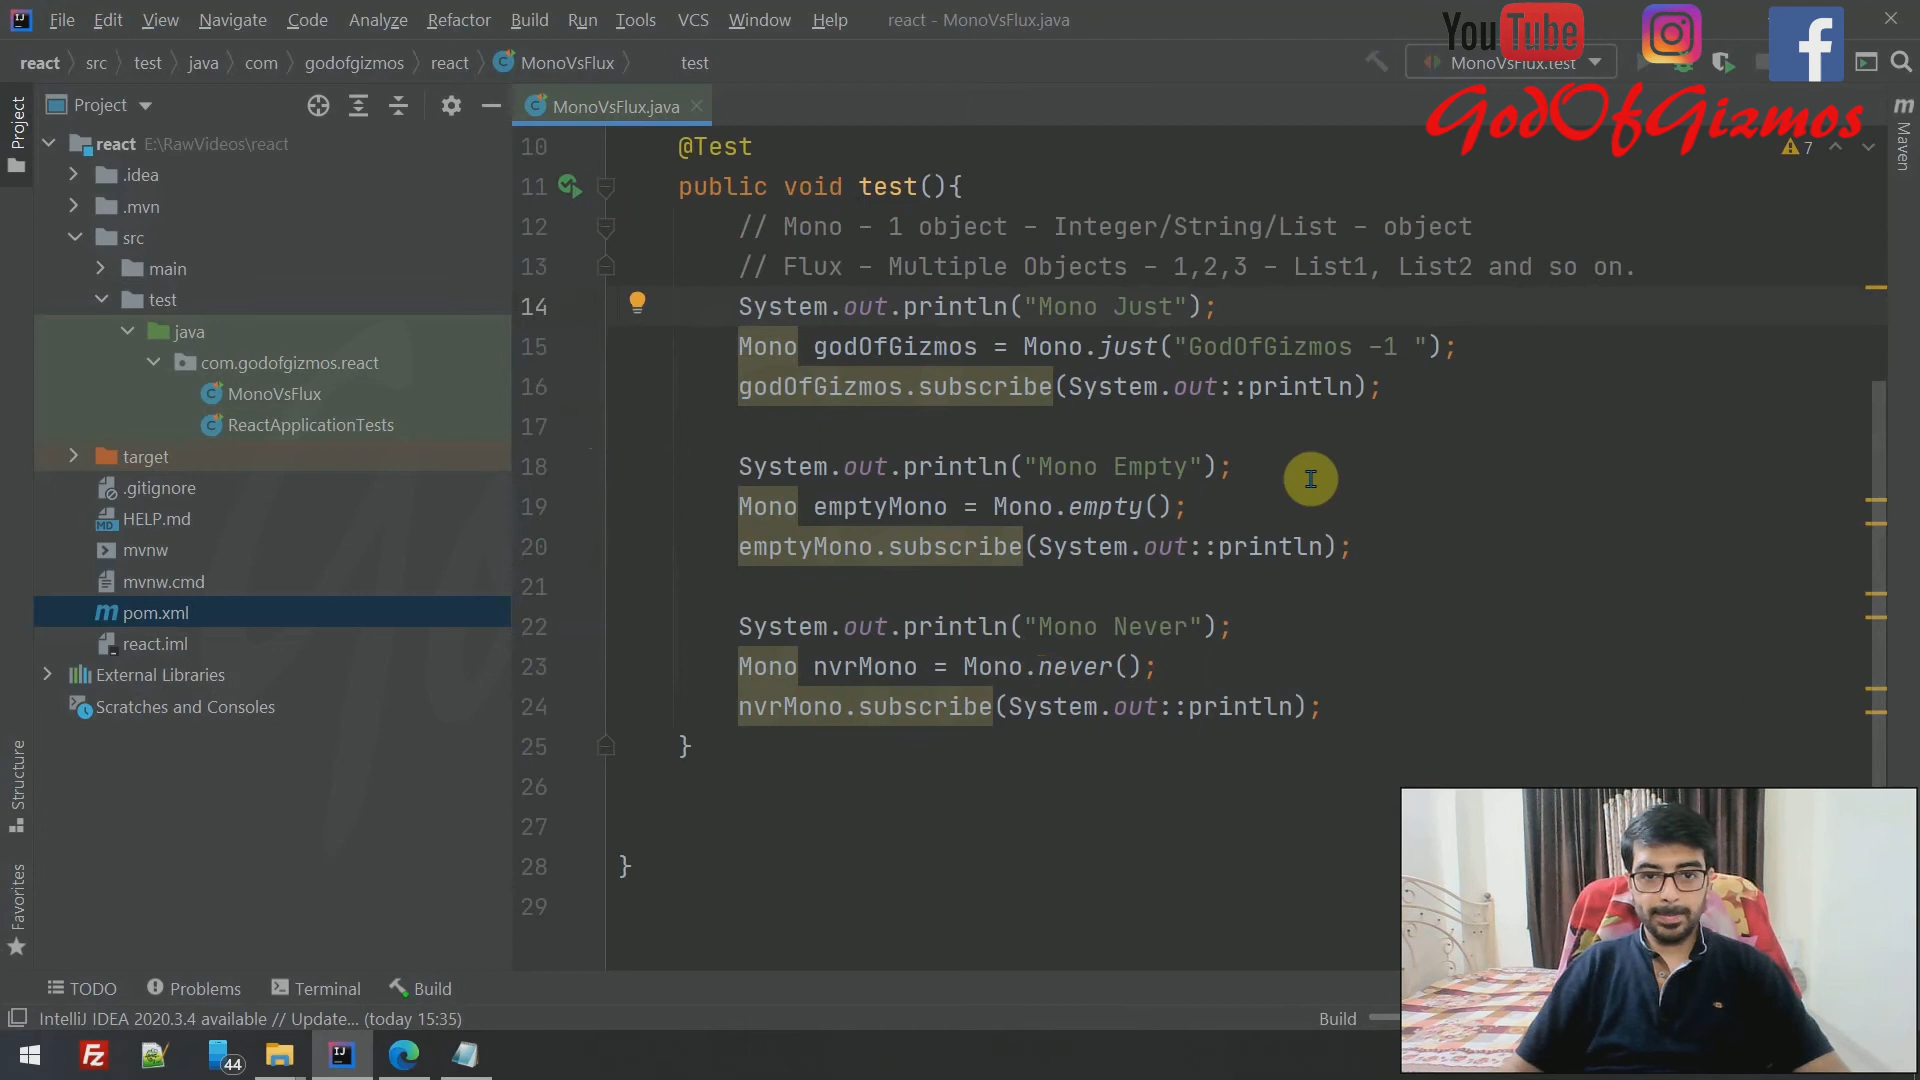 File Edit View Navigate Code Analyze Refactor Build Run Tools VCS Window Help react - MonoVsFlux.java
YouTube
react src test java com godofgizmos react MonoVsFlux test MonoVsFlux.test
GodOfGizmos
Project
Project
MonoVsFlux.java
Maven
7
react E:\RawVideos\react
.idea
.mvn
src
main
test
java
com.godofgizmos.react
MonoVsFlux
ReactApplicationTests
target
.gitignore
HELP.md
mvnw
mvnw.cmd
pom.xml
react.iml
External Libraries
Scratches and Consoles
Structure
Favorites
10 @Test
11 public void test(){
12 // Mono - 1 object - Integer/String/List - object
13 // Flux - Multiple Objects - 1,2,3 - List1, List2 and so on.
14 System.out.println("Mono Just");
15 Mono godOfGizmos = Mono.just("GodOfGizmos -1 ");
16 godOfGizmos.subscribe(System.out::println);
17
18 System.out.println("Mono Empty");
19 Mono emptyMono = Mono.empty();
20 emptyMono.subscribe(System.out::println);
21
22 System.out.println("Mono Never");
23 Mono nvrMono = Mono.never();
24 nvrMono.subscribe(System.out::println);
25 }
26
27
28 }
29
TODO Problems Terminal Build
IntelliJ IDEA 2020.3.4 available // Update... (today 15:35) Build
44